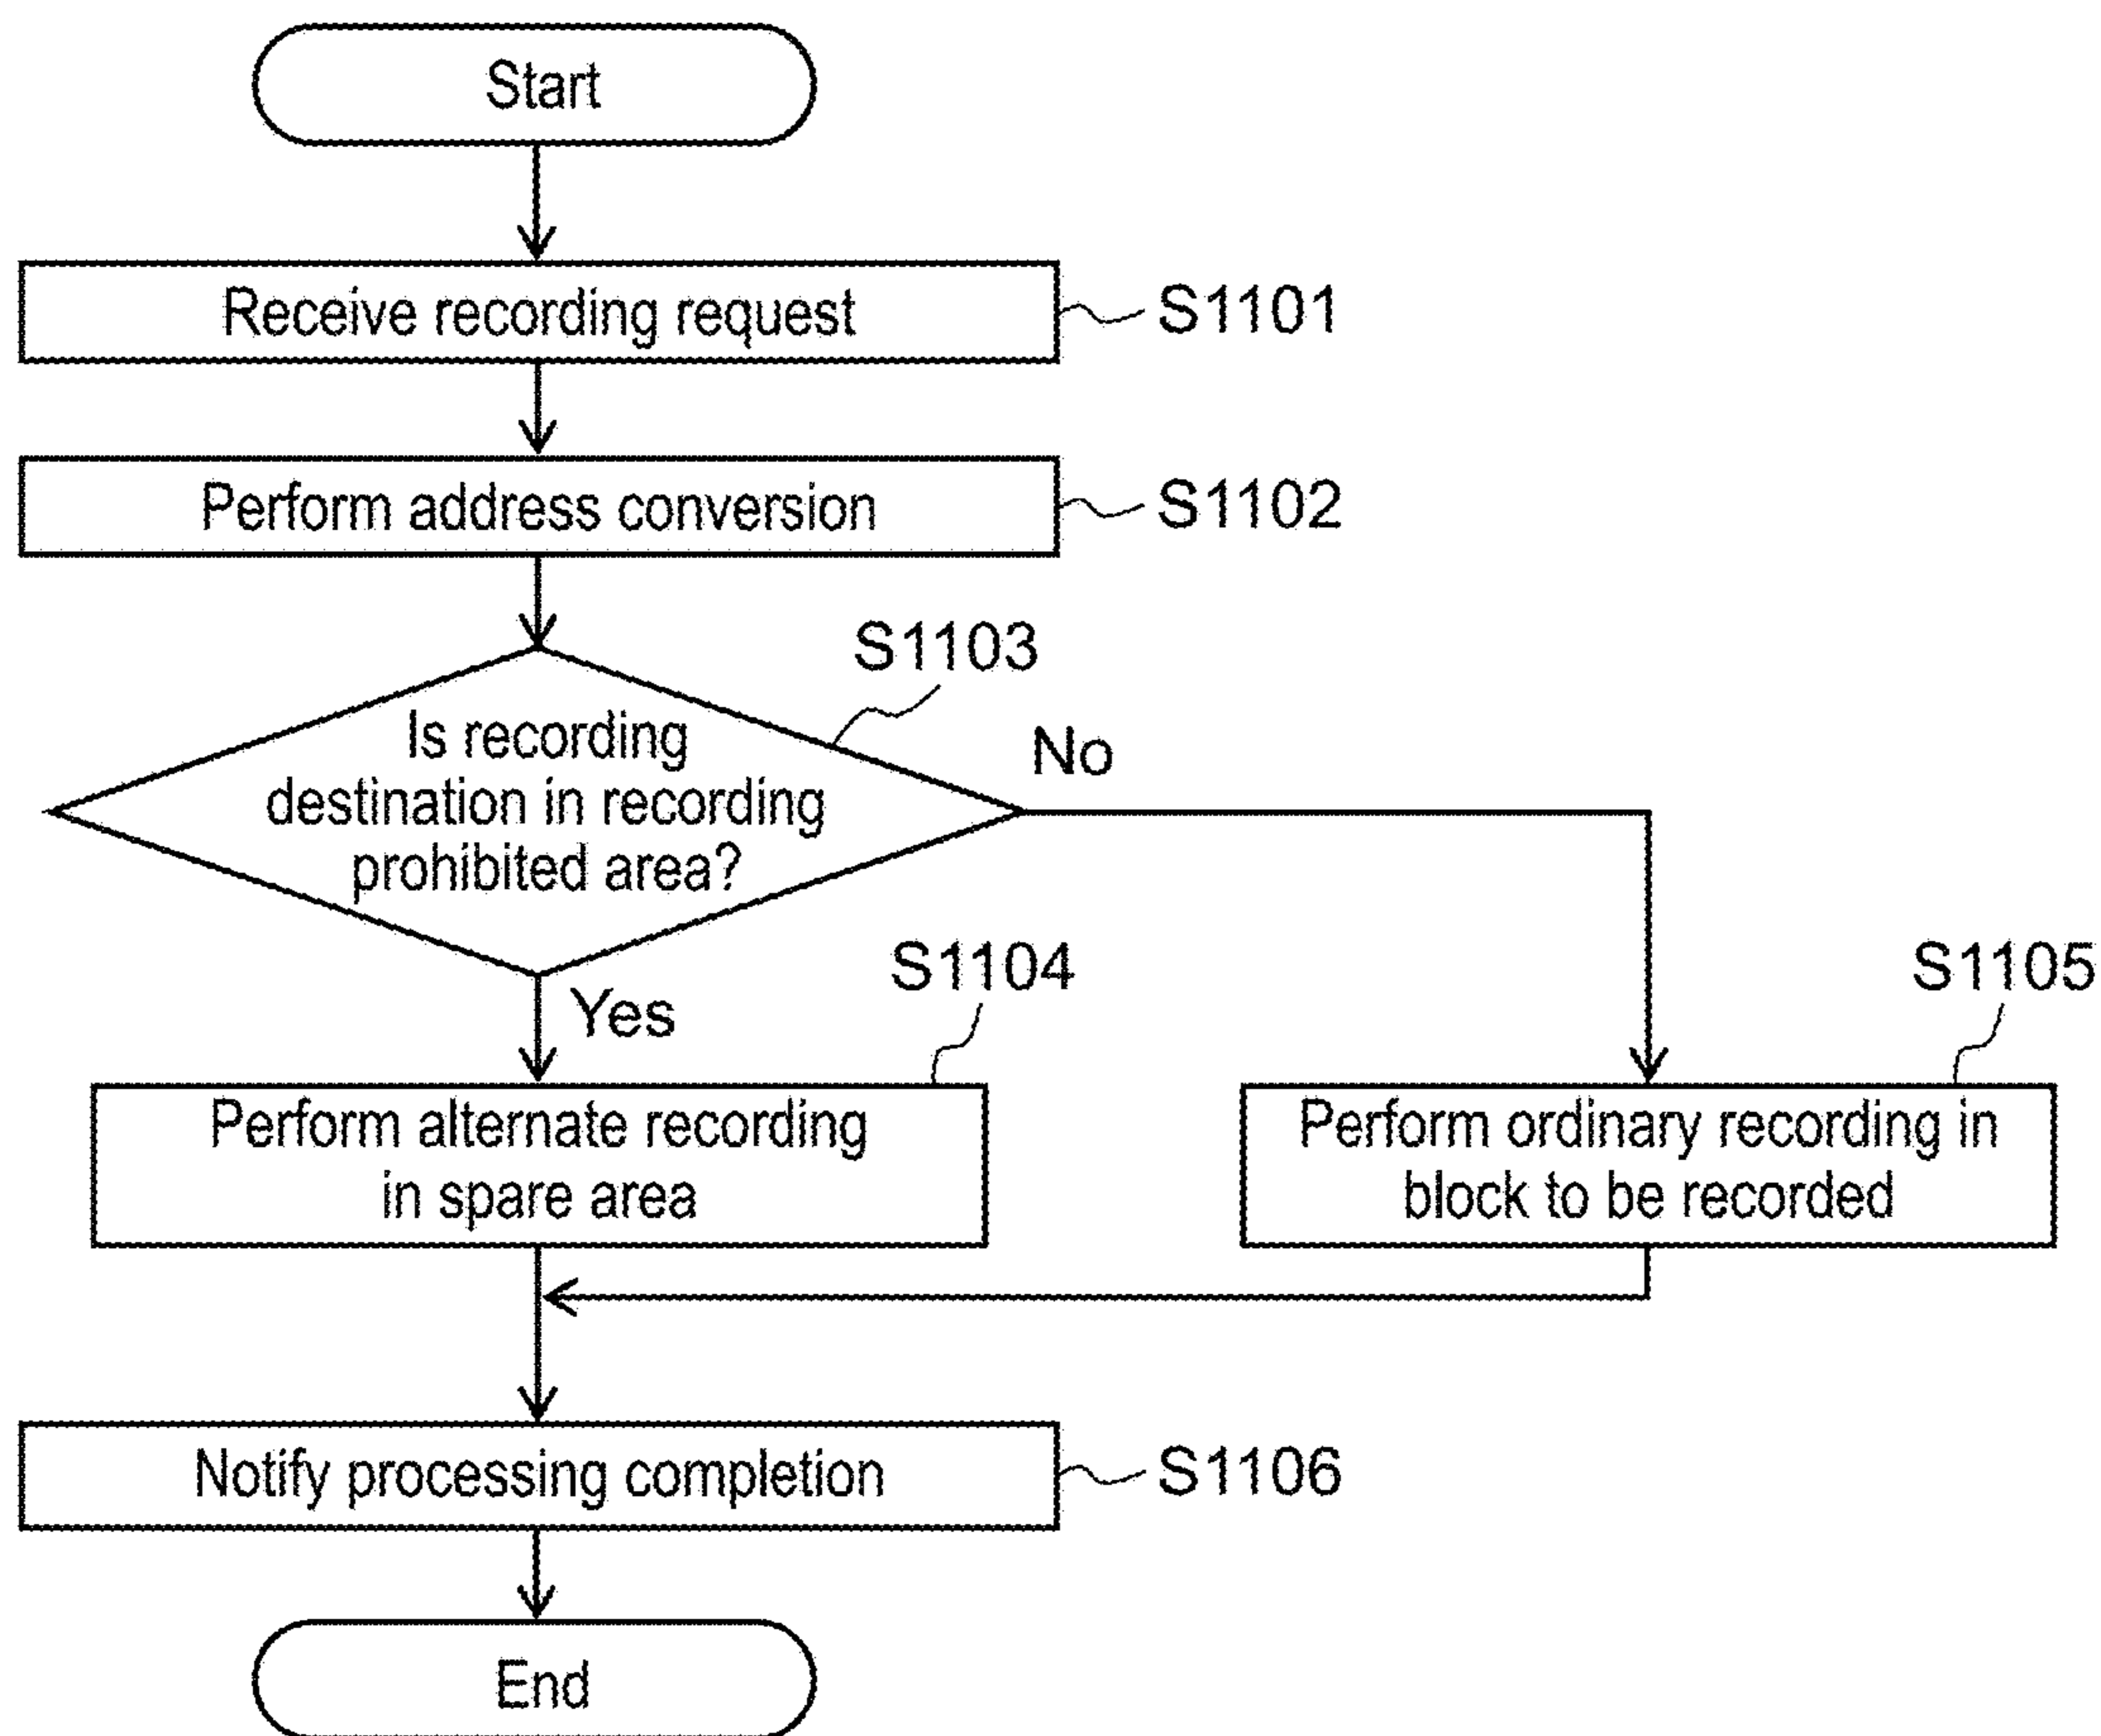 Start
Receive recording request
S1101
Perform address conversion
S1102
S1103
Is recording
destination in recording
prohibited area?
No
Yes
S1104
Perform alternate recording
in spare area
S1105
Perform ordinary recording in
block to be recorded
Notify processing completion
S1106
End